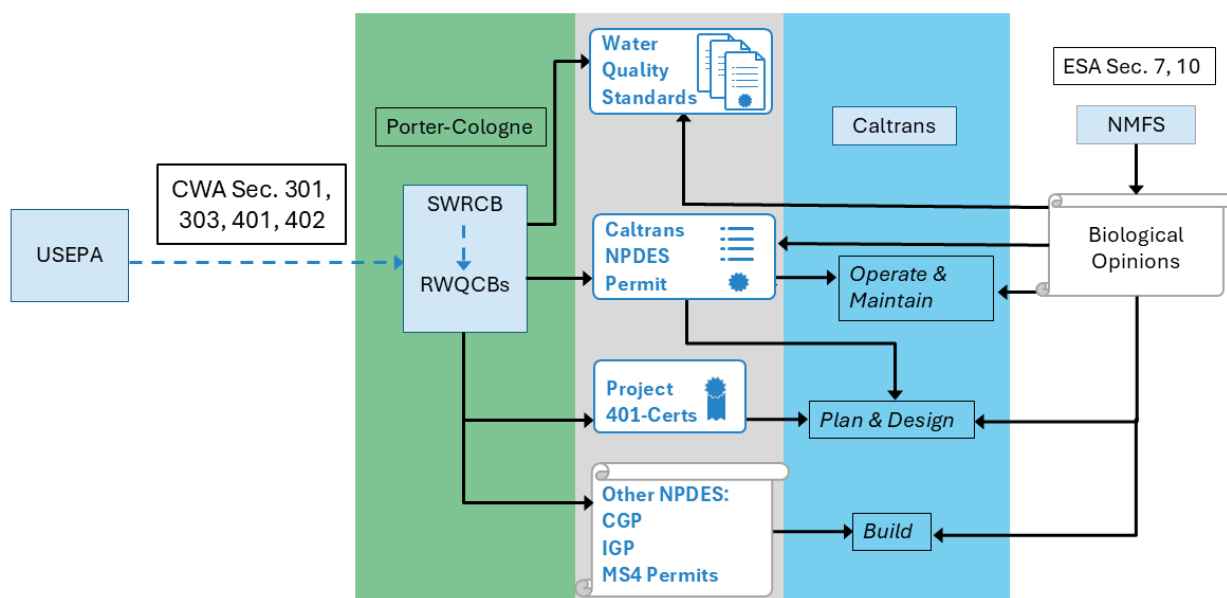 USEPA
CWA Sec. 301,
303, 401, 402
Porter-Cologne
SWRCB
RWQCBs
Water
Quality
Standards
Caltrans
NPDES
Permit
Project
401-Certs
Other NPDES:
CGP
IGP
MS4 Permits
Caltrans
Operate &
Maintain
Plan & Design
Build
ESA Sec. 7, 10
NMFS
Biological
Opinions